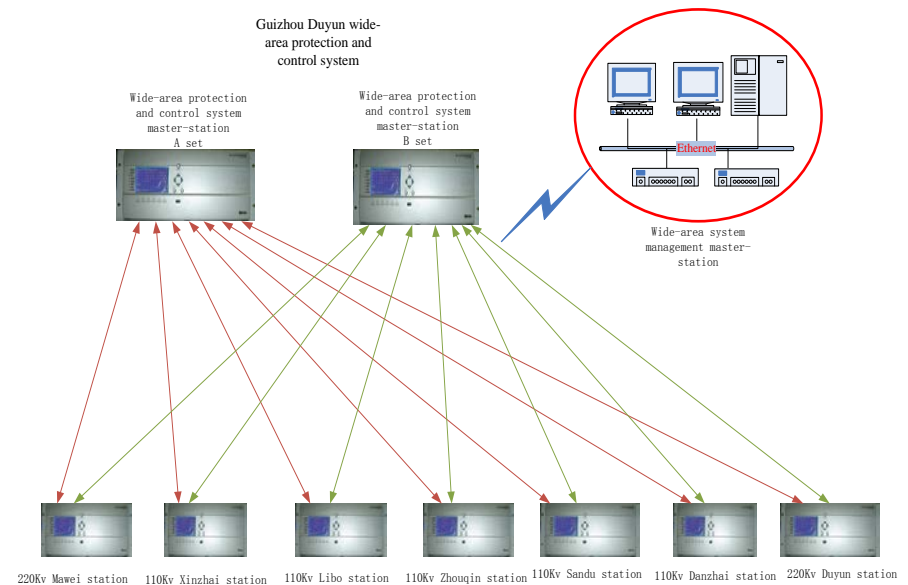 Guizhou Duyun wide-
area protection and
control system
Wide-area protection
and control system
master-station
A set
Wide-area protection
and control system
master-station
B set
Ethernet
Wide-area system
management master-
station
220Kv Mawei station
110Kv Xinzhai station
110Kv Libo station
110Kv Zhouqin station
110Kv Sandu station
110Kv Danzhai station
220Kv Duyun station